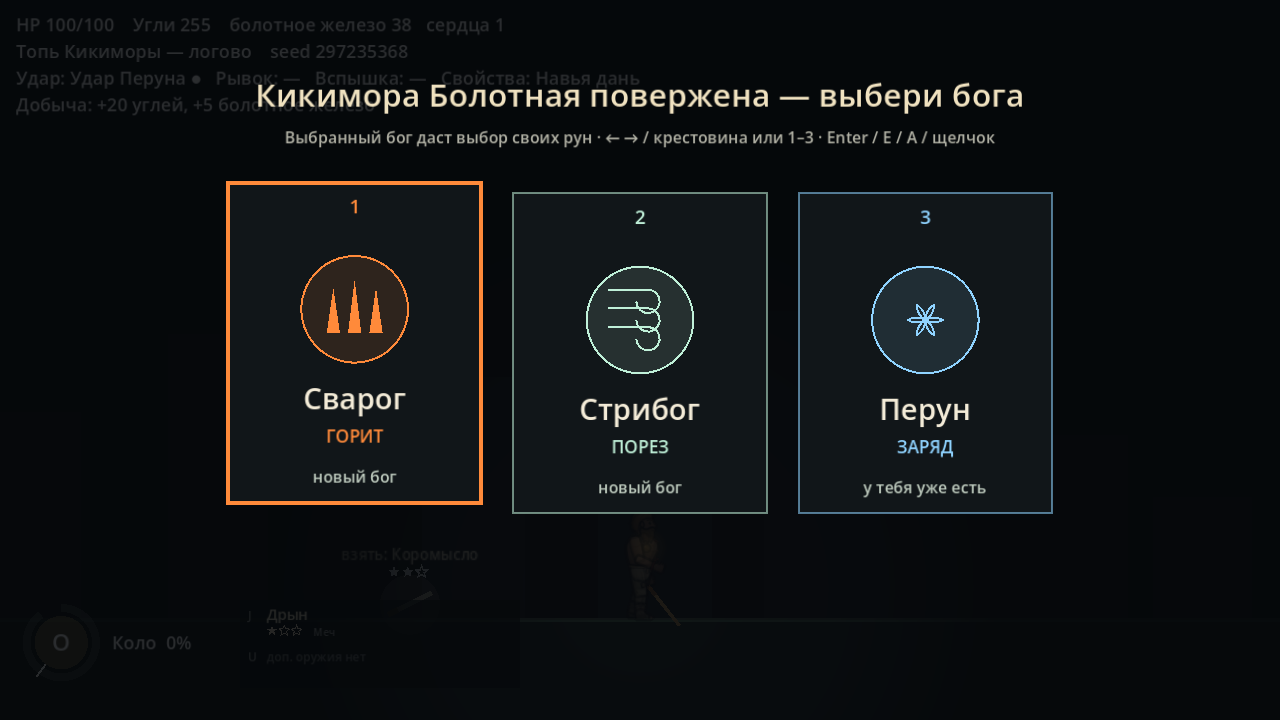 HP 100/100 Угли 255 болотное железо 38 сердца 1
Топь Кикиморы — логово seed 297235368
Удар: Удар Перуна ● Рывок: — Вспышка: — Свойства: Навья дань
Добыча: +20 углей, +5 болотное железо
Кикимора Болотная повержена — выбери бога
Выбранный бог даст выбор своих рун · ← → / крестовина или 1–3 · Enter / E / A / щелчок
1
Сварог
ГОРИТ
новый бог
2
Стрибог
ПОРЕЗ
новый бог
3
Перун
ЗАРЯД
у тебя уже есть
взять: Коромысло
★★☆
J Дрын
★☆☆ Меч
U доп. оружия нет
О
Коло 0%